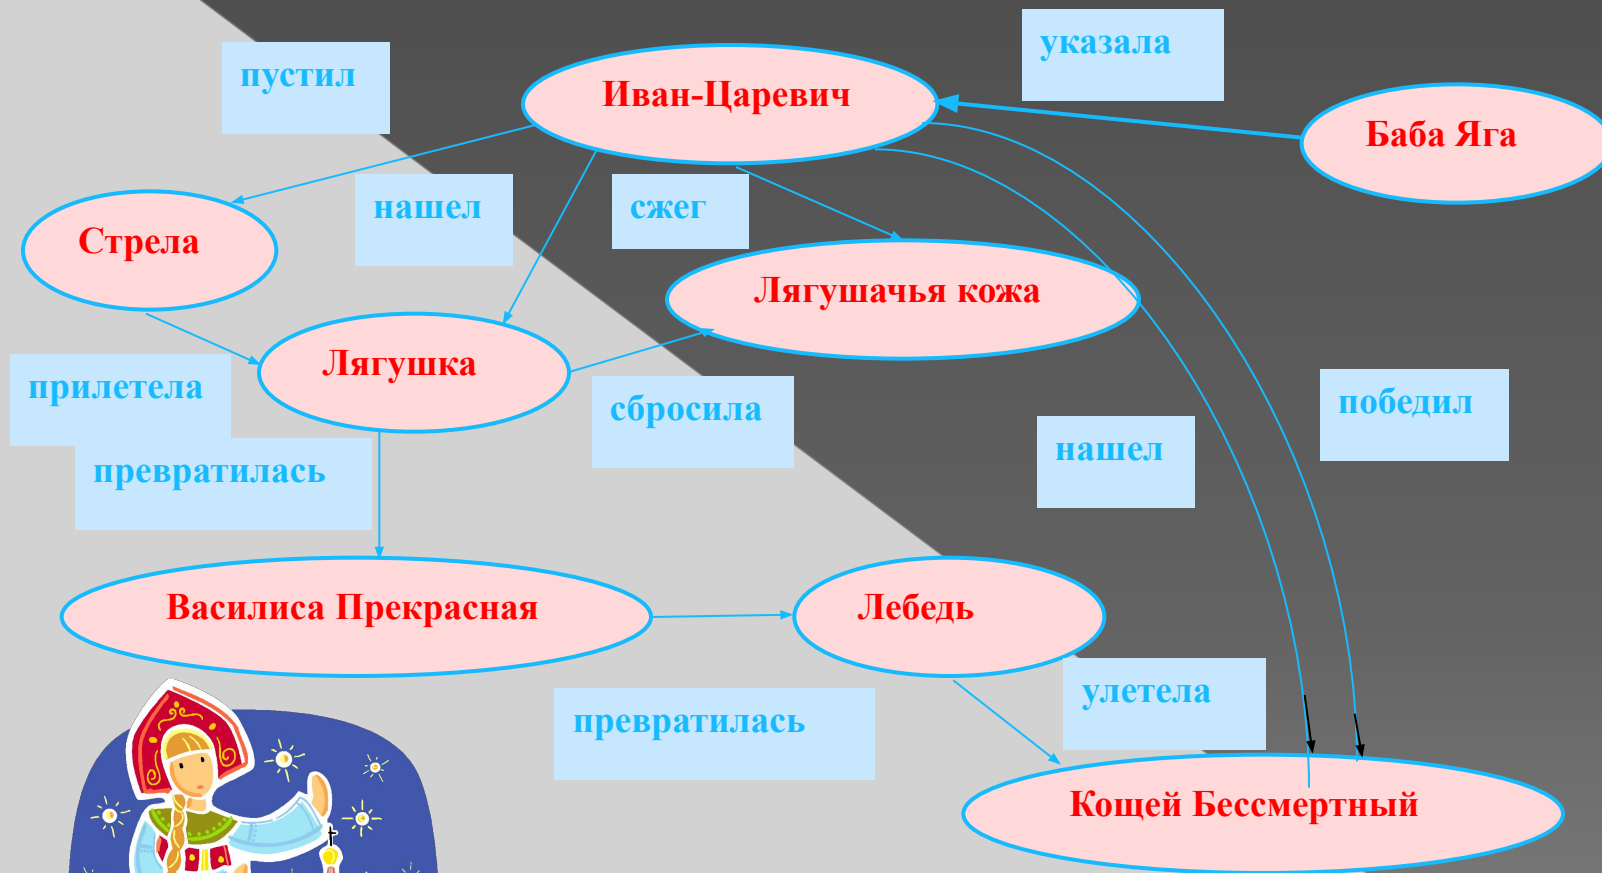 указала
пустил
Иван-Царевич
Баба Яга
нашел
сжег
Стрела
Лягушачья кожа
Лягушка
прилетела
сбросила
победил
нашел
превратилась
Василиса Прекрасная
Лебедь
улетела
превратилась
Кощей Бессмертный